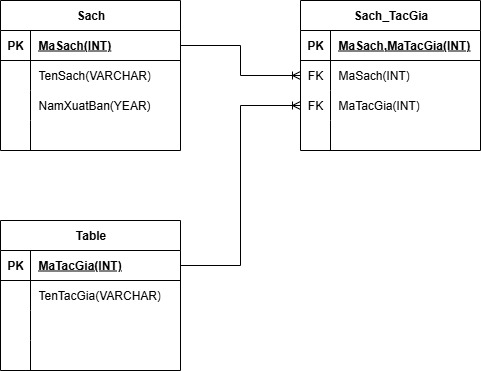 Sach
PK MaSach(INT)
TenSach(VARCHAR)
NamXuatBan(YEAR)
Sach_TacGia
PK MaSach,MaTacGia(INT)
FK MaSach(INT)
FK MaTacGia(INT)
Table
PK MaTacGia(INT)
TenTacGia(VARCHAR)